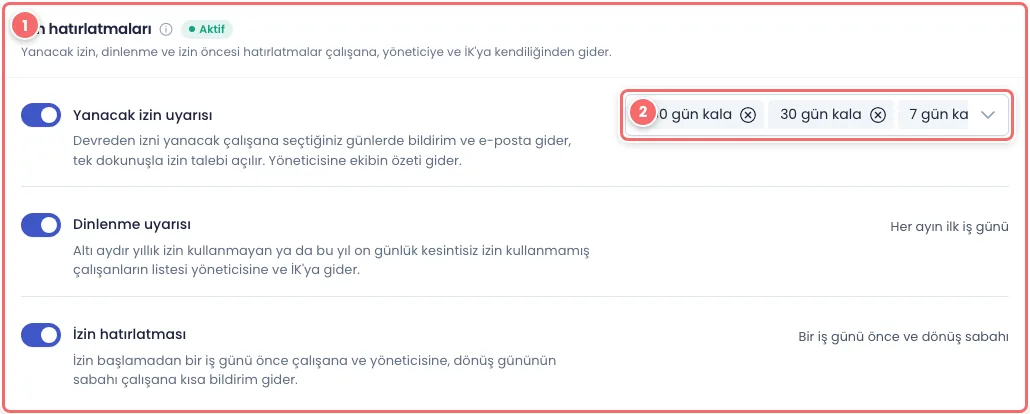 1
hatırlatmaları
Aktif
Yanacak izin, dinlenme ve izin öncesi hatırlatmalar çalışana, yöneticiye ve İK'ya kendiliğinden gider.
Yanacak izin uyarısı
2
0 gün kala
30 gün kala
7 gün ka
Devreden izni yanacak çalışana seçtiğiniz günlerde bildirim ve e-posta gider,
tek dokunuşla izin talebi açılır. Yöneticisine ekibin özeti gider.
Dinlenme uyarısı
Her ayın ilk iş günü
Altı aydır yıllık izin kullanmayan ya da bu yıl on günlük kesintisiz izin kullanmamış
çalışanların listesi yöneticisine ve İK'ya gider.
İzin hatırlatması
Bir iş günü önce ve dönüş sabahı
İzin başlamadan bir iş günü önce çalışana ve yöneticisine, dönüş gününün
sabahı çalışana kısa bildirim gider.